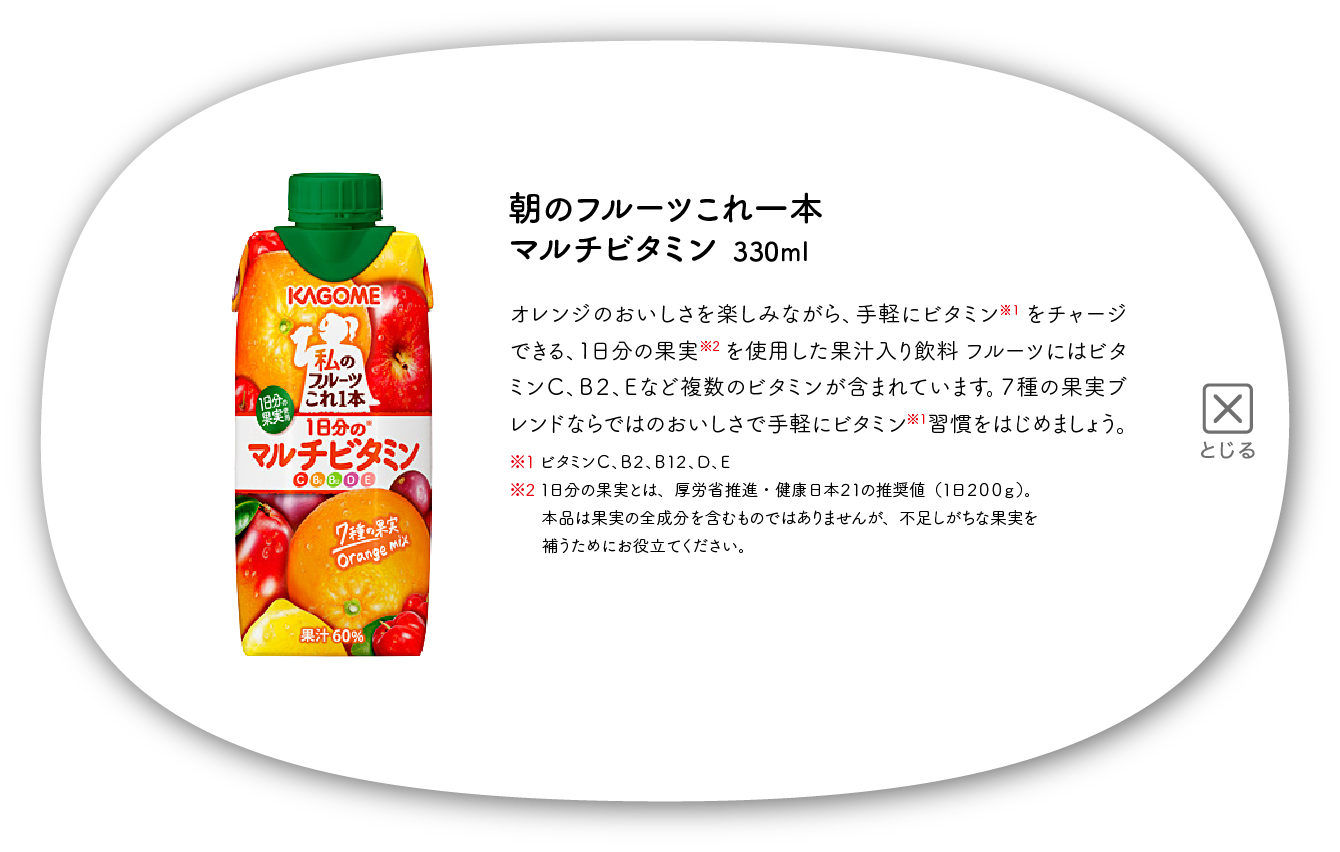 KAGOME
私の
フルーツ
これ1本
1日分の
果実使用
1日分の※
マルチビタミン
C B2 B12 D E
7種の果実
Orange mix
果汁60%
朝のフルーツこれ一本
マルチビタミン 330ml
オレンジのおいしさを楽しみながら、手軽にビタミン※1 をチャージ
できる、1日分の果実※2 を使用した果汁入り飲料 フルーツにはビタ
ミンC、B2、Eなど複数のビタミンが含まれています。7種の果実ブ
レンドならではのおいしさで手軽にビタミン※1習慣をはじめましょう。
※1 ビタミンC、B2、B12、D、E
※2 1日分の果実とは、厚労省推進・健康日本21の推奨値（1日200g）。
本品は果実の全成分を含むものではありませんが、不足しがちな果実を
補うためにお役立てください。
とじる